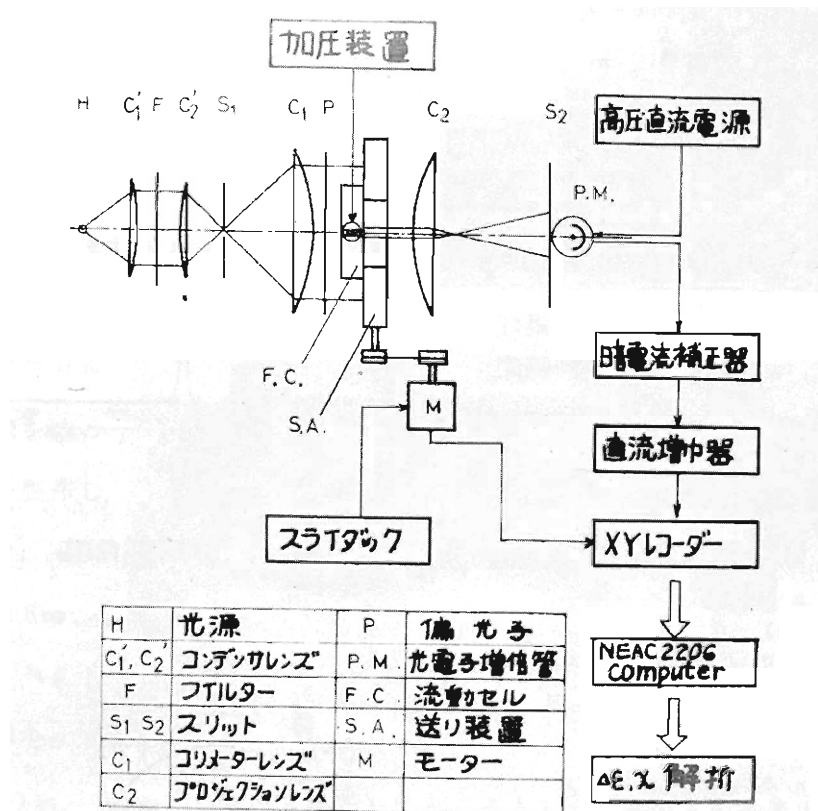 加圧装置
H C₁' F C₂' S₁ C₁ P C₂ S₂
高圧直流電源
P.M.
暗電流補正器
F.C.
S.A.
M
直流増巾器
スライダック
XYレコーダー
NEAC2206
Computer
Δε.χ 解析
H 光源 P 偏光子
C₁', C₂' コンデンサレンズ P.M. 光電子増倍管
F フイルター F.C. 流動セル
S₁ S₂ スリット S.A. 送り装置
C₁ コリメーターレンズ M モーター
C₂ プロジェクションレンズ